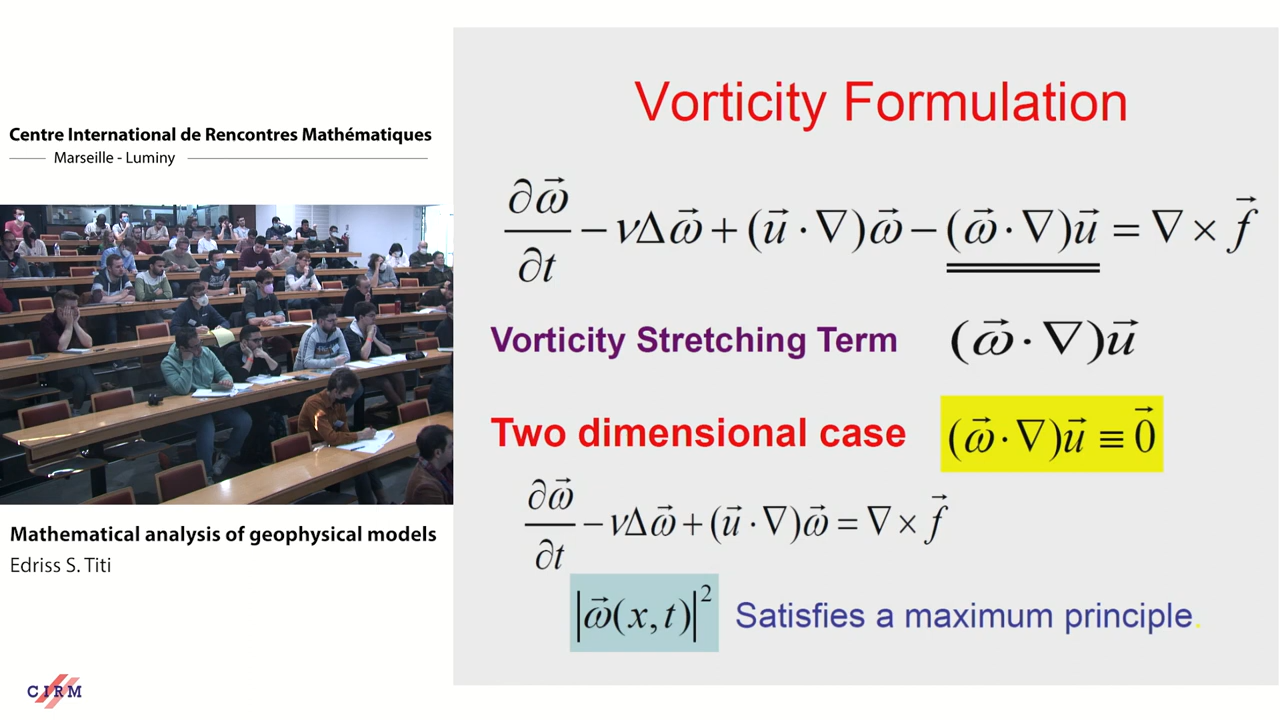 Centre International de Rencontres Mathématiques
Marseille - Luminy
Mathematical analysis of geophysical models
Edriss S. Titi
CIRM
Vorticity Formulation
∂ω⃗/∂t − νΔω⃗ + (u⃗ · ∇)ω⃗ − (ω⃗ · ∇)u⃗ = ∇ × f⃗
Vorticity Stretching Term (ω⃗ · ∇)u⃗
Two dimensional case (ω⃗ · ∇)u⃗ ≡ 0⃗
∂ω⃗/∂t − νΔω⃗ + (u⃗ · ∇)ω⃗ = ∇ × f⃗
|ω⃗(x,t)|² Satisfies a maximum principle.